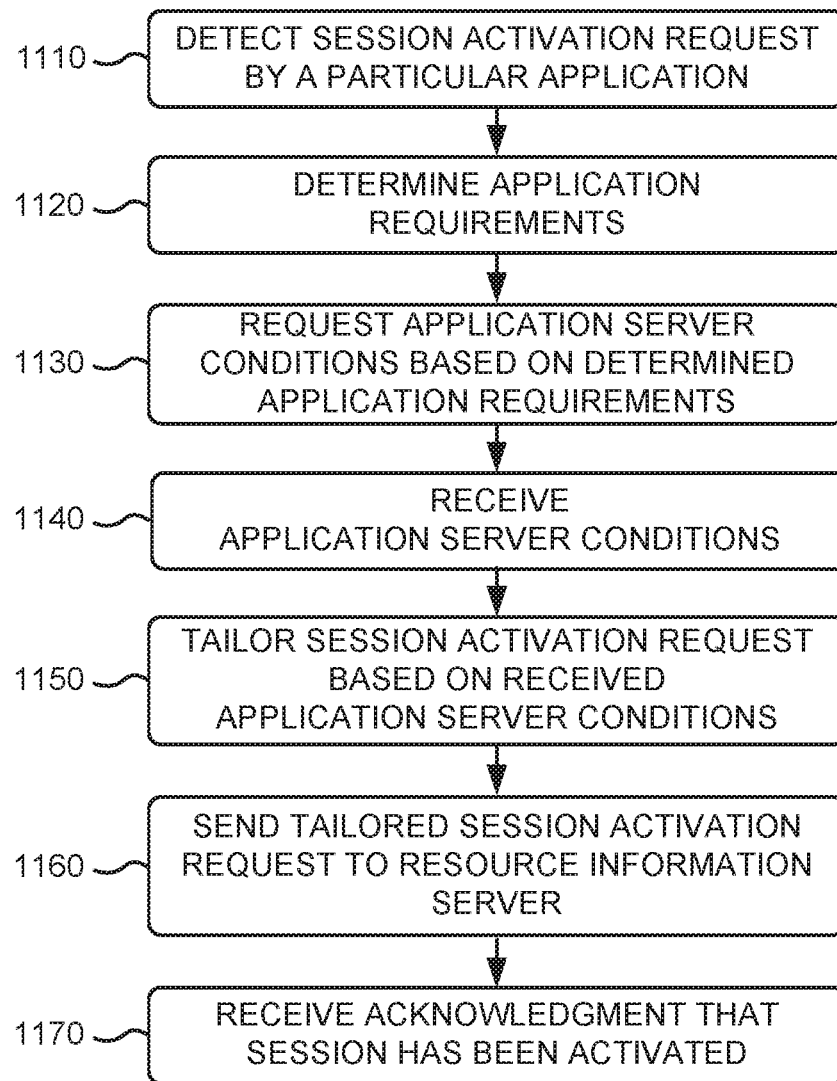 1110
DETECT SESSION ACTIVATION REQUEST
BY A PARTICULAR APPLICATION
1120
DETERMINE APPLICATION
REQUIREMENTS
1130
REQUEST APPLICATION SERVER
CONDITIONS BASED ON DETERMINED
APPLICATION REQUIREMENTS
1140
RECEIVE
APPLICATION SERVER CONDITIONS
1150
TAILOR SESSION ACTIVATION REQUEST
BASED ON RECEIVED
APPLICATION SERVER CONDITIONS
1160
SEND TAILORED SESSION ACTIVATION
REQUEST TO RESOURCE INFORMATION
SERVER
1170
RECEIVE ACKNOWLEDGMENT THAT
SESSION HAS BEEN ACTIVATED